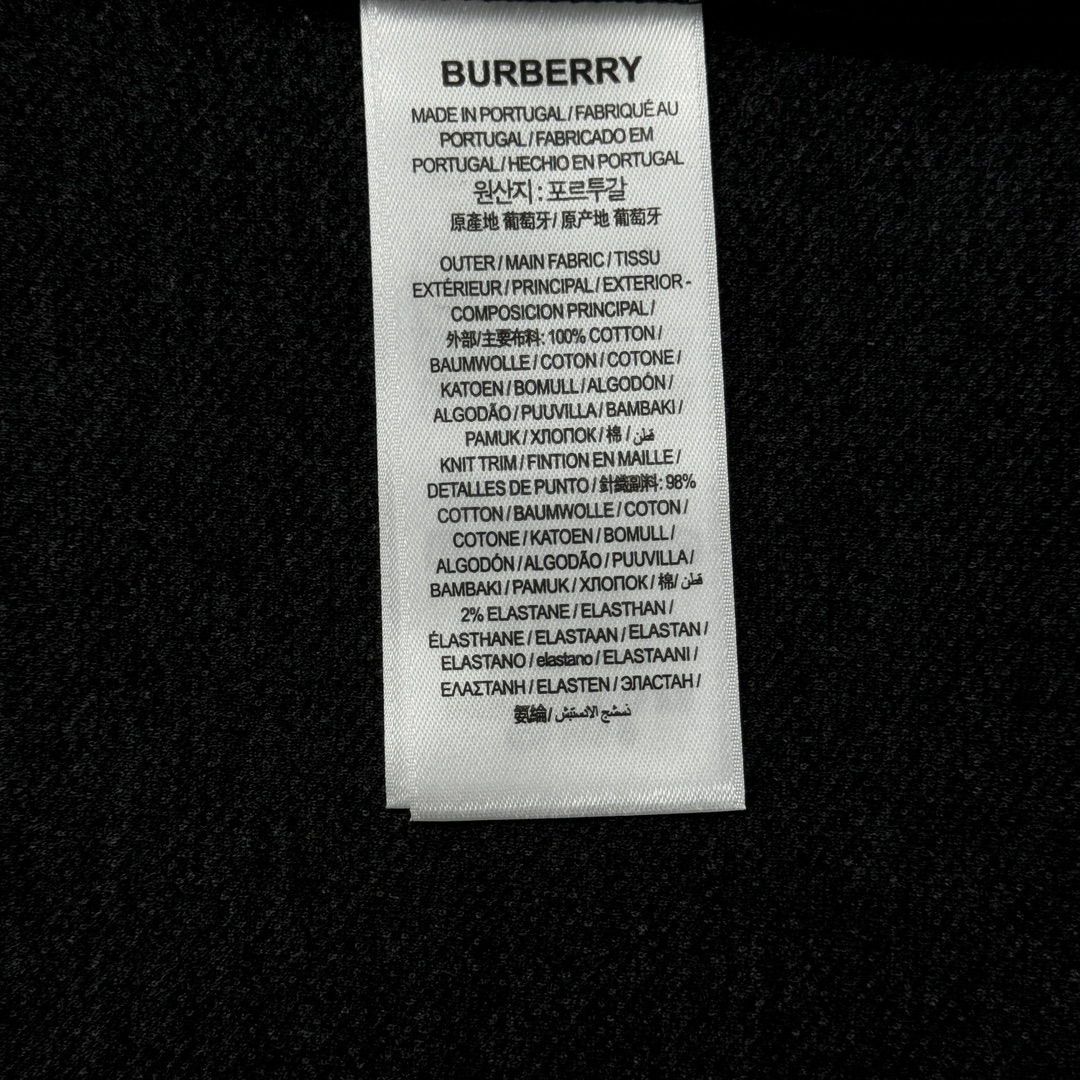 BURBERRY
MADE IN PORTUGAL / FABRIQUÉ AU
PORTUGAL / FABRICADO EM
PORTUGAL / HECHIO EN PORTUGAL
원산지 : 포르투갈
原產地 葡萄牙/ 原产地 葡萄牙
OUTER / MAIN FABRIC / TISSU
EXTÉRIEUR / PRINCIPAL / EXTERIOR -
COMPOSICION PRINCIPAL /
外部/主要布料: 100% COTTON /
BAUMWOLLE / COTON / COTONE /
KATOEN / BOMULL / ALGODÓN /
ALGODÃO / PUUVILLA / BAMBAKI /
PAMUK / ХЛОПОК / 棉 / قطن
KNIT TRIM / FINTION EN MAILLE /
DETALLES DE PUNTO / 針織副料: 98%
COTTON / BAUMWOLLE / COTON /
COTONE / KATOEN / BOMULL /
ALGODÓN / ALGODÃO / PUUVILLA /
BAMBAKI / PAMUK / ХЛОПОК / 棉/ قطن
2% ELASTANE / ELASTHAN /
ÉLASTHANE / ELASTAAN / ELASTAN /
ELASTANO / elastano / ELASTAANI /
ΕΛΑΣΤΑΝΗ / ELASTEN / ЭЛАСТАН /
氨纶/